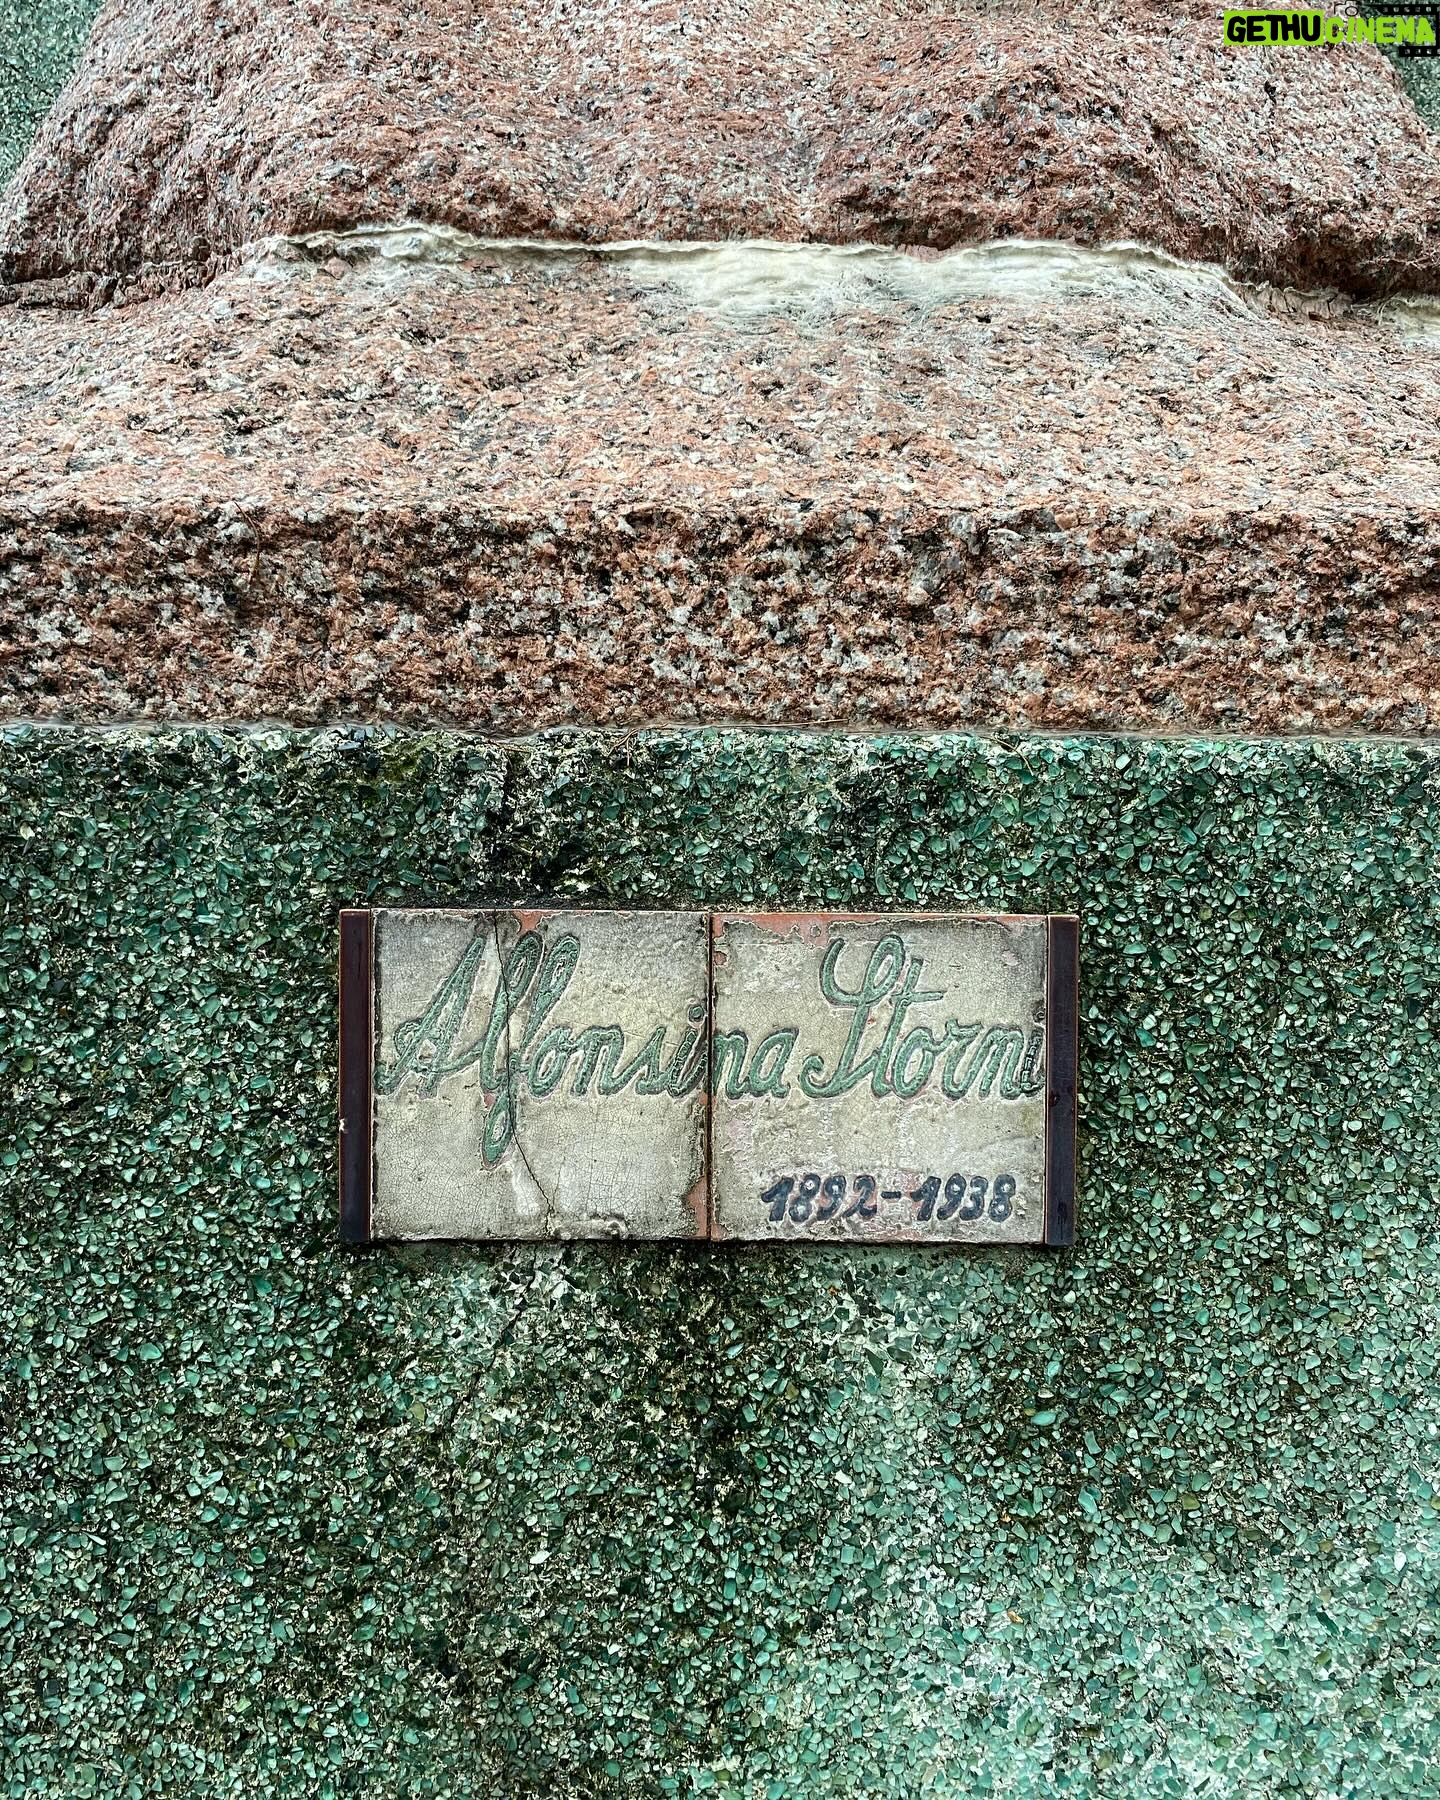 GETHU CINEMA
Alfonsina Storni
1892-1938